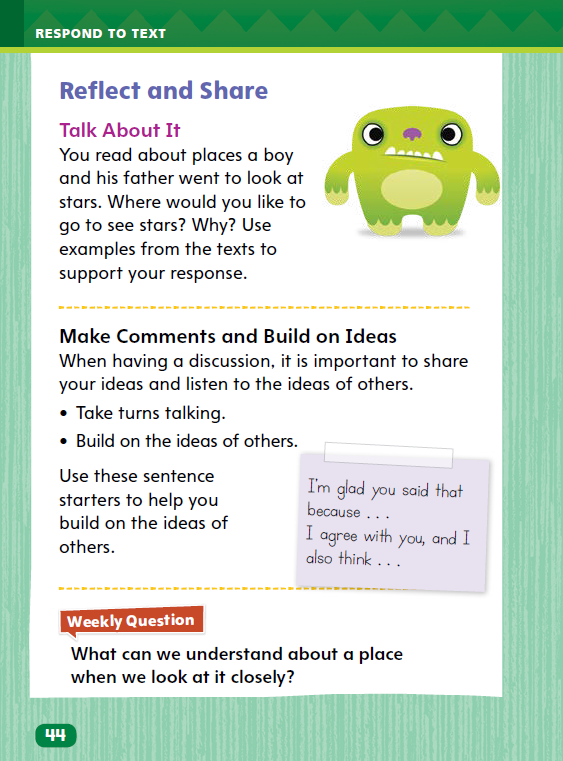 RESPOND TO TEXT
Reflect and Share
Talk About It
You read about places a boy
and his father went to look at
stars. Where would you like to
go to see stars? Why? Use
examples from the texts to
support your response.
Make Comments and Build on Ideas
When having a discussion, it is important to share
your ideas and listen to the ideas of others.
• Take turns talking.
• Build on the ideas of others.
Use these sentence
starters to help you
build on the ideas of
others.
I'm glad you said that
because . . .
I agree with you, and I
also think . . .
Weekly Question
What can we understand about a place
when we look at it closely?
44